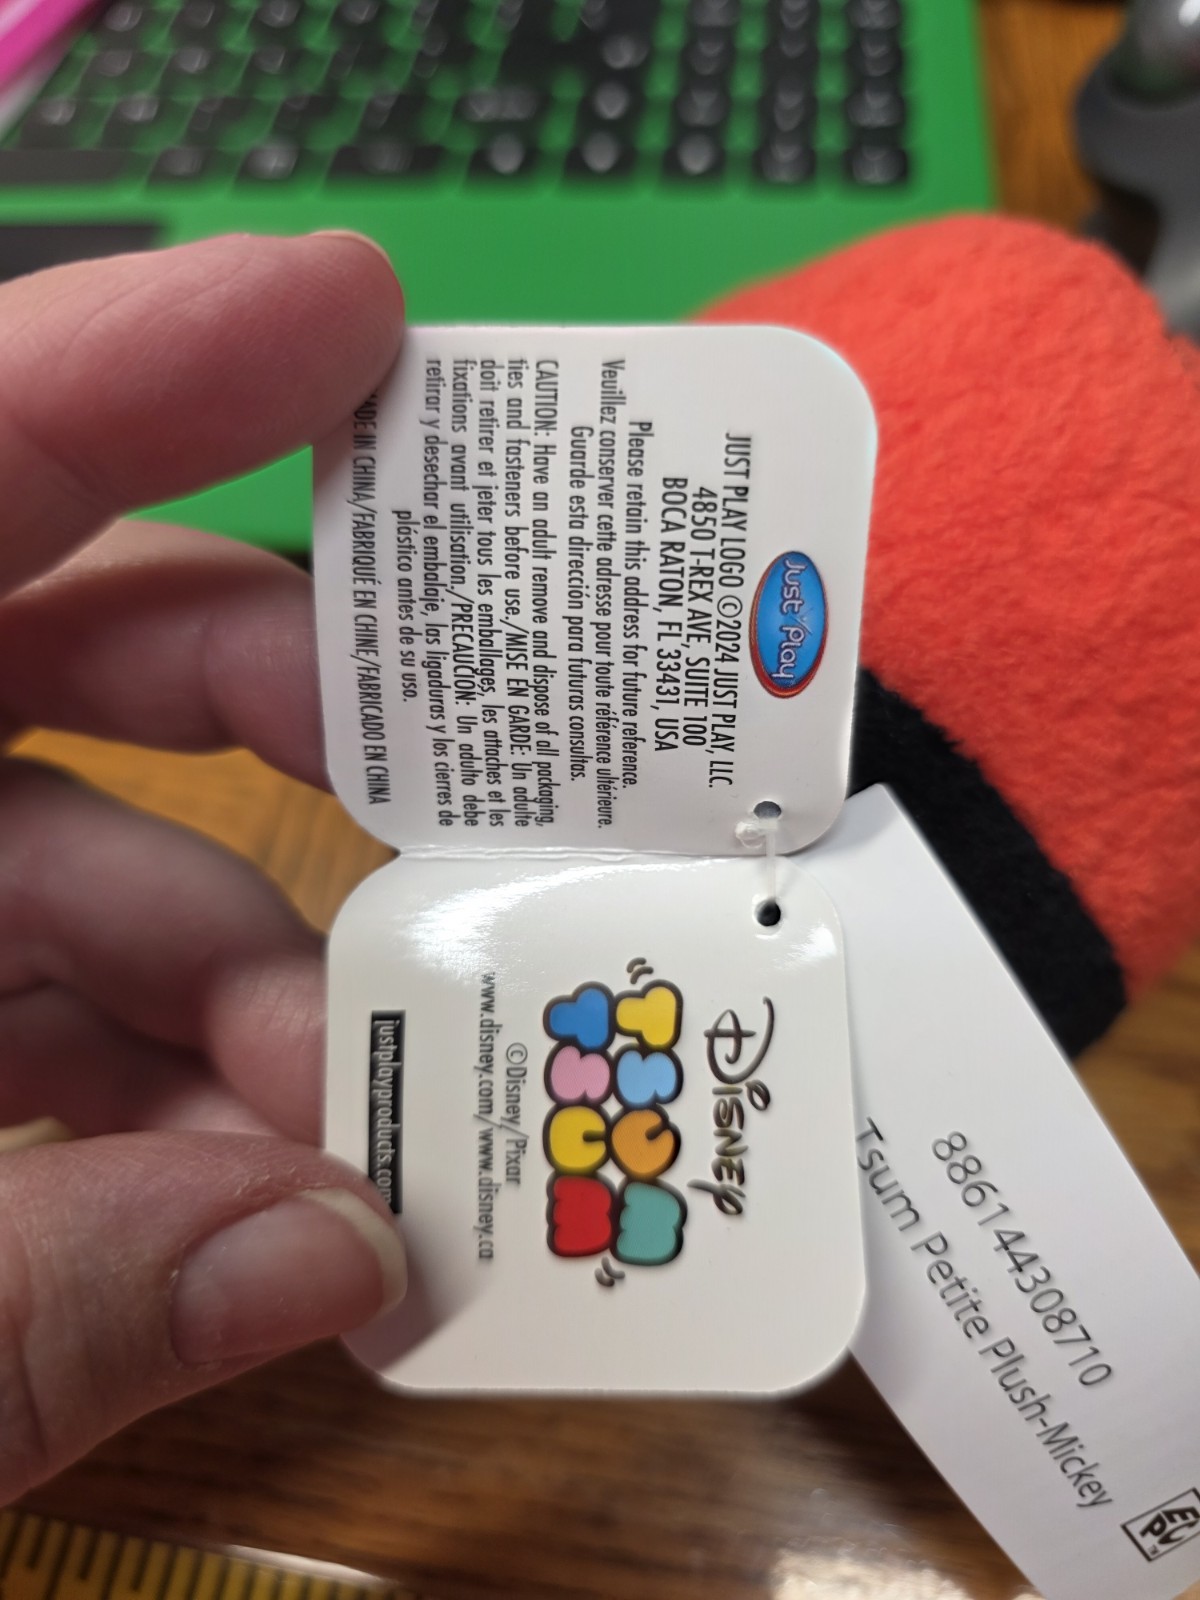 Just Play
JUST PLAY LOGO ©2024 JUST PLAY, LLC.
4850 T-REX AVE, SUITE 100
BOCA RATON, FL 33431, USA
Please retain this address for future reference.
Veuillez conserver cette adresse pour toute référence ultérieure.
Guarde esta dirección para futuras consultas.
CAUTION: Have an adult remove and dispose of all packaging,
ties and fasteners before use./MISE EN GARDE: Un adulte
doit retirer et jeter tous les emballages, les attaches et les
fixations avant utilisation./PRECAUCIÓN: Un adulto debe
retirar y desechar el embalaje, las ligaduras y los cierres de
plástico antes de su uso.
ADE IN CHINA/FABRIQUÉ EN CHINE/FABRICADO EN CHINA
Disney
"TSUM
TSUM"
©Disney/Pixar
www.disney.com/www.disney.ca
justplayproducts.com
886144308710
Tsum Petite Plush-Mickey